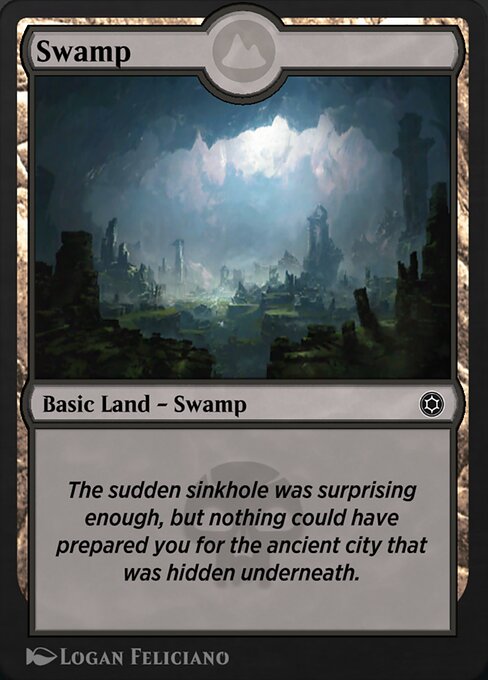 Swamp
Basic Land – Swamp
The sudden sinkhole was surprising
enough, but nothing could have
prepared you for the ancient city that
was hidden underneath.
Logan Feliciano